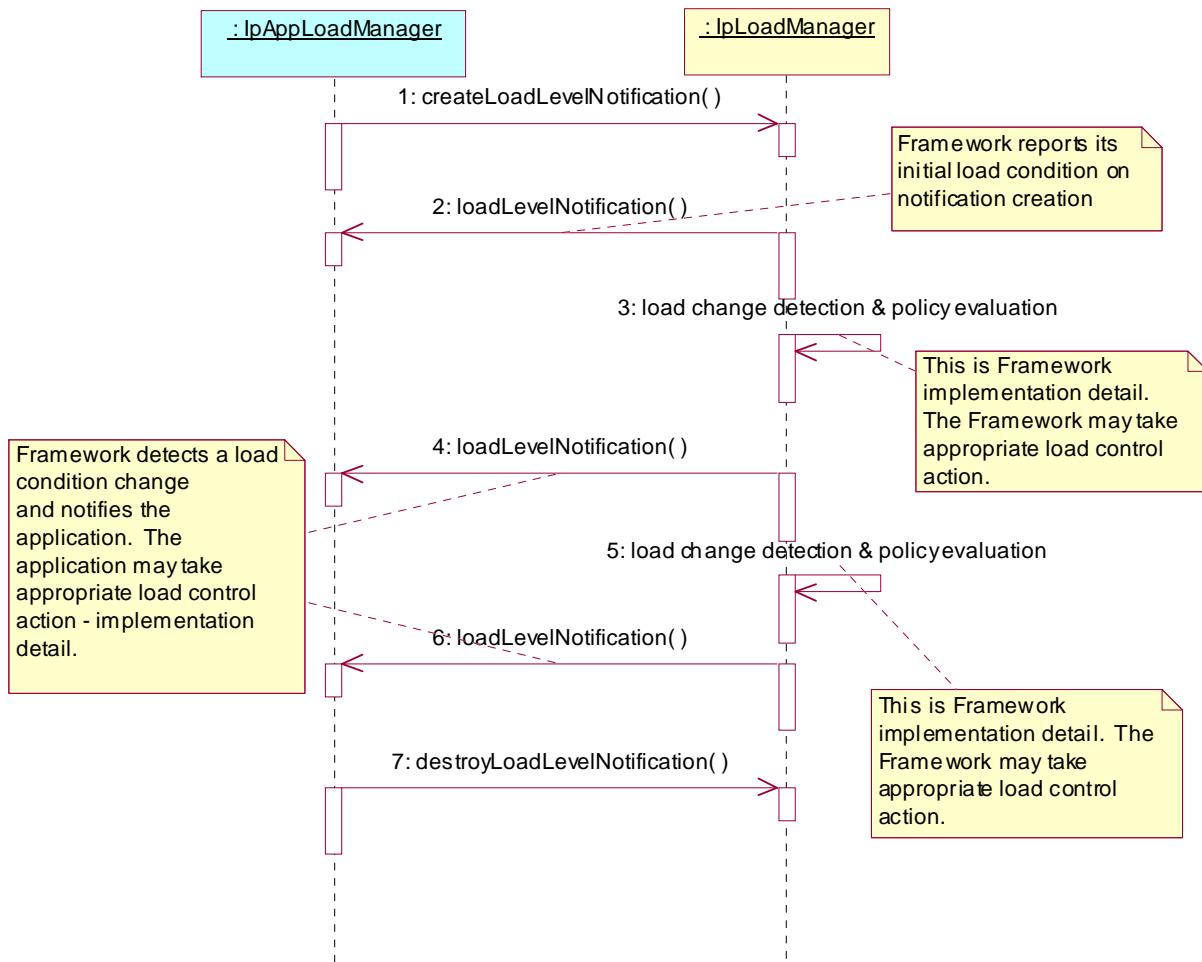 : IpAppLoadManager
: IpLoadManager
1: createLoadLevelNotification( )
Framework reports its
initial load condition on
notification creation
2: loadLevelNotification( )
3: load change detection & policy evaluation
This is Framework
implementation detail.
The Framework may take
appropriate load control
action.
4: loadLevelNotification( )
Framework detects a load
condition change
and notifies the
application. The
application may take
appropriate load control
action - implementation
detail.
5: load change detection & policy evaluation
6: loadLevelNotification( )
This is Framework
implementation detail. The
Framework may take
appropriate load control
action.
7: destroyLoadLevelNotification( )